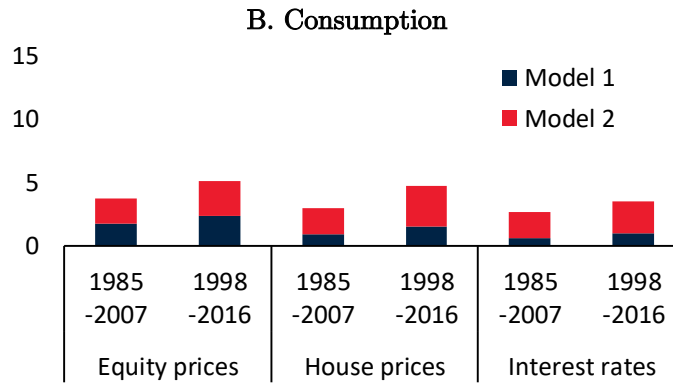 B. Consumption
15
10
5
0
Model 1
Model 2
1985 1998 1985 1998 1985 1998
-2007 -2016 -2007 -2016 -2007 -2016
Equity prices House prices Interest rates